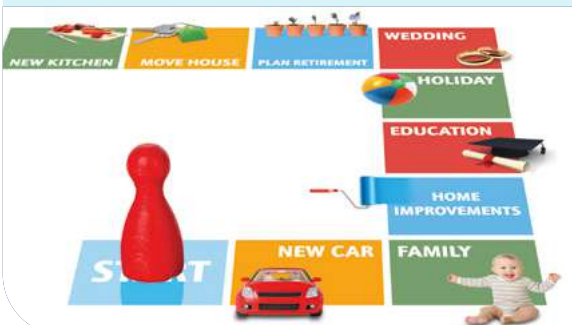 NEW KITCHEN
MOVE HOUSE
PLAN RETIREMENT
WEDDING
HOLIDAY
EDUCATION
HOME
IMPROVEMENTS
START
NEW CAR
FAMILY